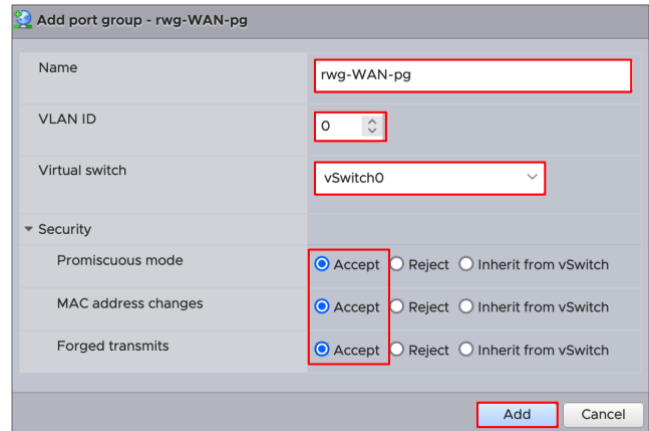 Add port group - rwg-WAN-pg
Name rwg-WAN-pg
VLAN ID 0
Virtual switch vSwitch0
Security
Promiscuous mode Accept Reject Inherit from vSwitch
MAC address changes Accept Reject Inherit from vSwitch
Forged transmits Accept Reject Inherit from vSwitch
Add Cancel